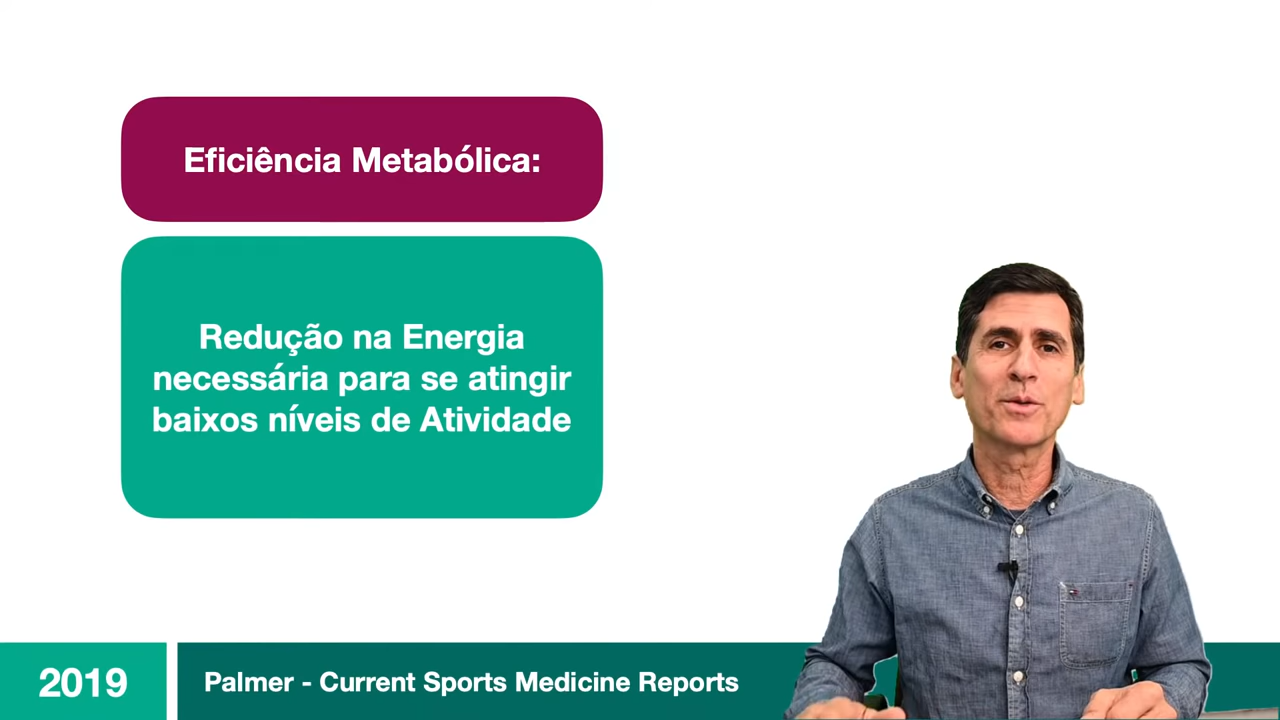 Eficiência Metabólica:
Redução na Energia
necessária para se atingir
baixos níveis de Atividade
2019
Palmer - Current Sports Medicine Reports